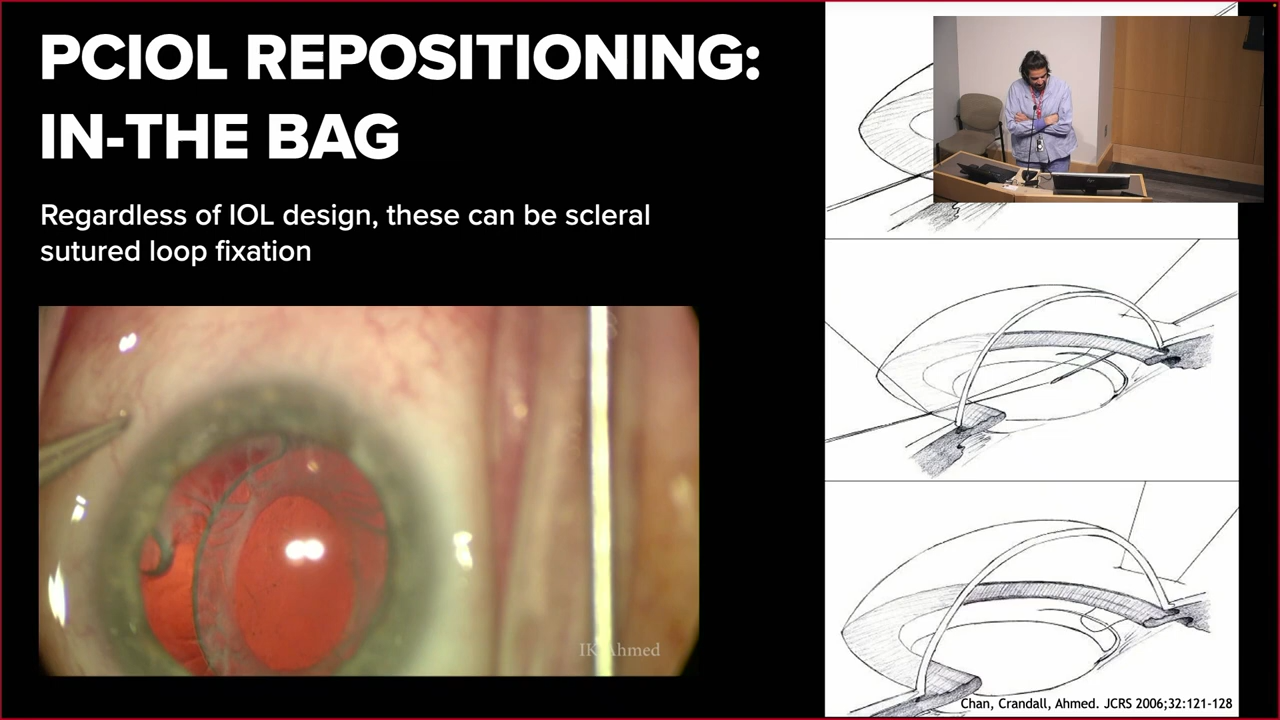 PCIOL REPOSITIONING:
IN-THE BAG
Regardless of IOL design, these can be scleral
sutured loop fixation
IK Ahmed
Chan, Crandall, Ahmed. JCRS 2006;32:121-128